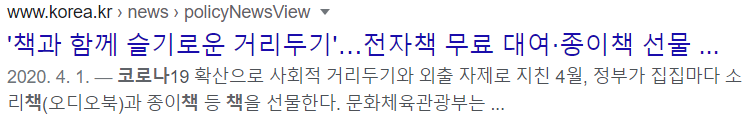 www.korea.kr › news › policyNewsView
'책과 함께 슬기로운 거리두기'…전자책 무료 대여·종이책 선물 ...
2020. 4. 1. — 코로나19 확산으로 사회적 거리두기와 외출 자제로 지친 4월, 정부가 집집마다 소
리책(오디오북)과 종이책 등 책을 선물한다. 문화체육관광부는 ...